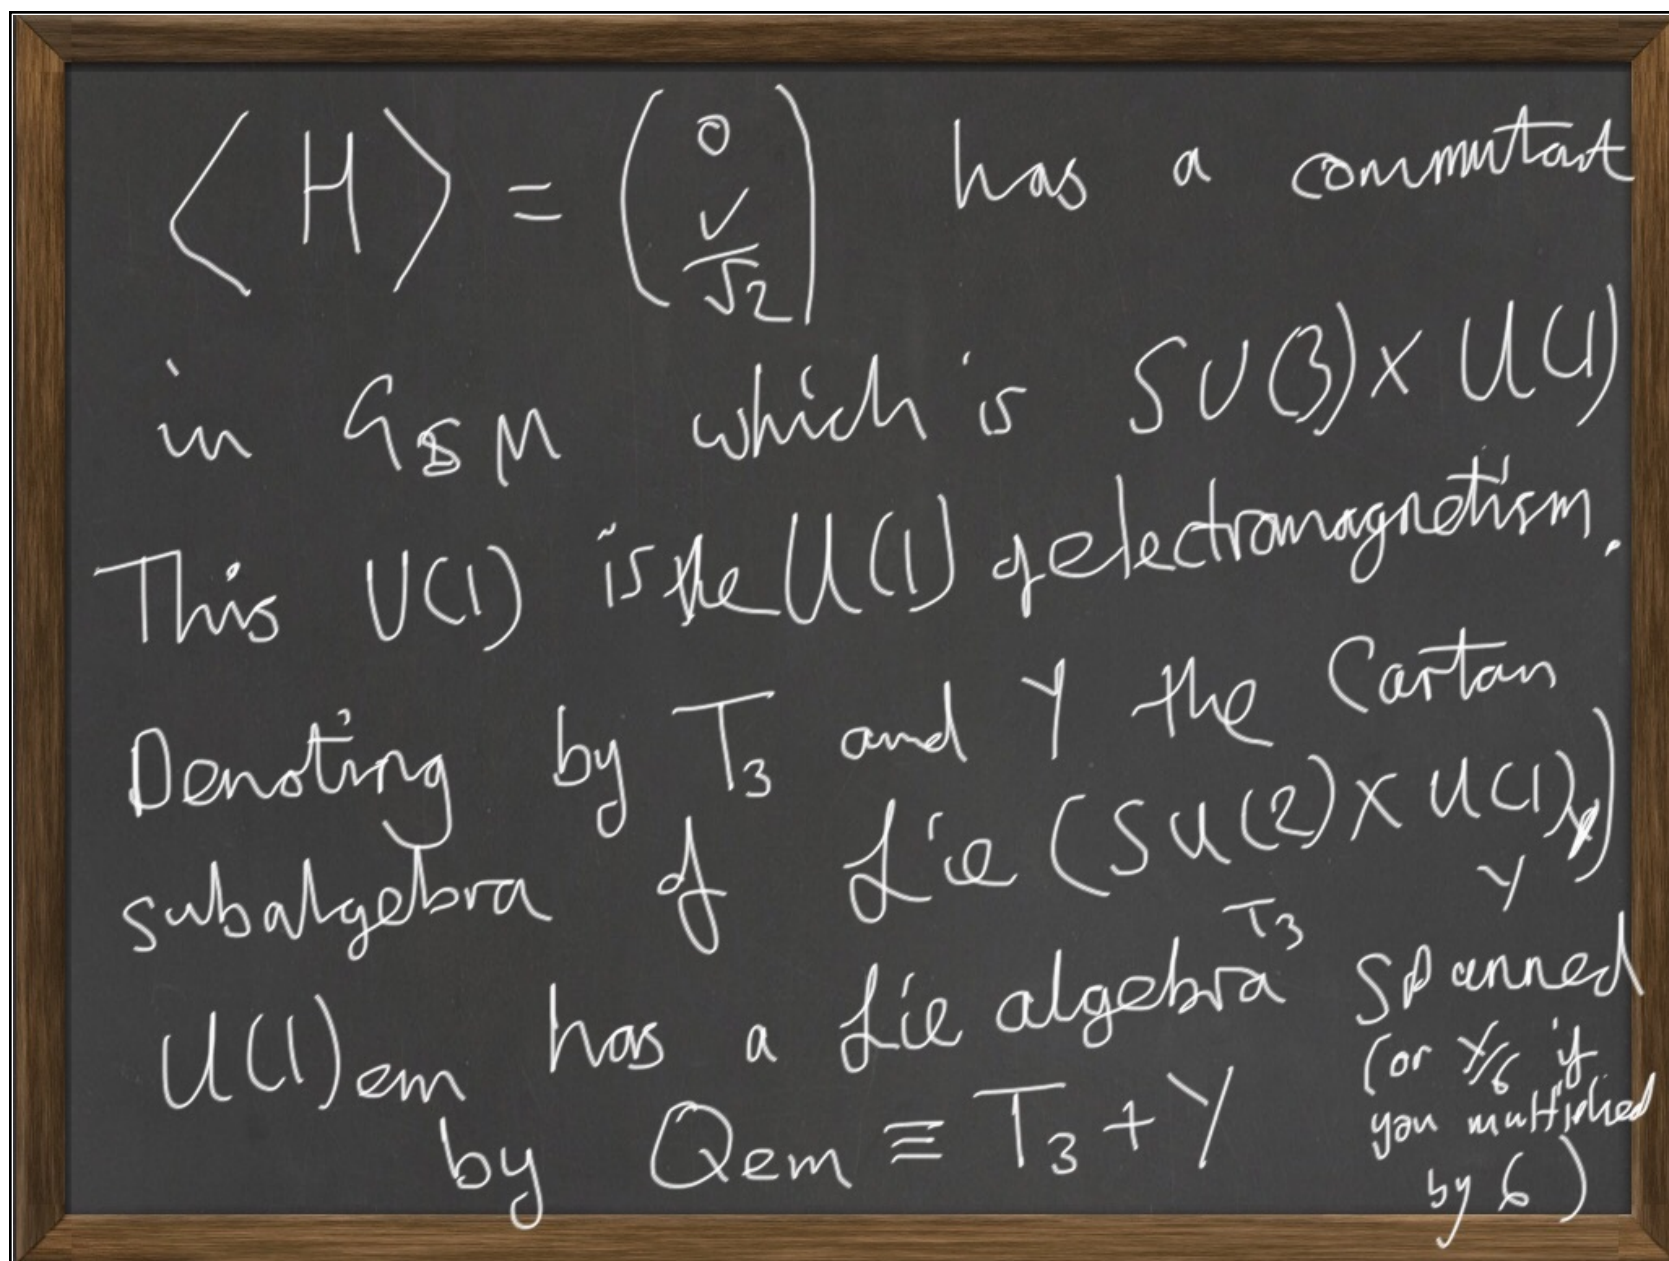 ⟨H⟩ = (0 v/√2) has a commutant
in G_SM which is SU(3) × U(1)
This U(1) is the U(1) of electromagnetism.
Denoting by T₃ and Y the Cartan
subalgebra of Lie (SU(2) × U(1)_Y)
T₃ Y
U(1)em has a Lie algebra spanned
by Qem ≡ T₃ + Y (or Y/6 if
you multiplied
by 6)